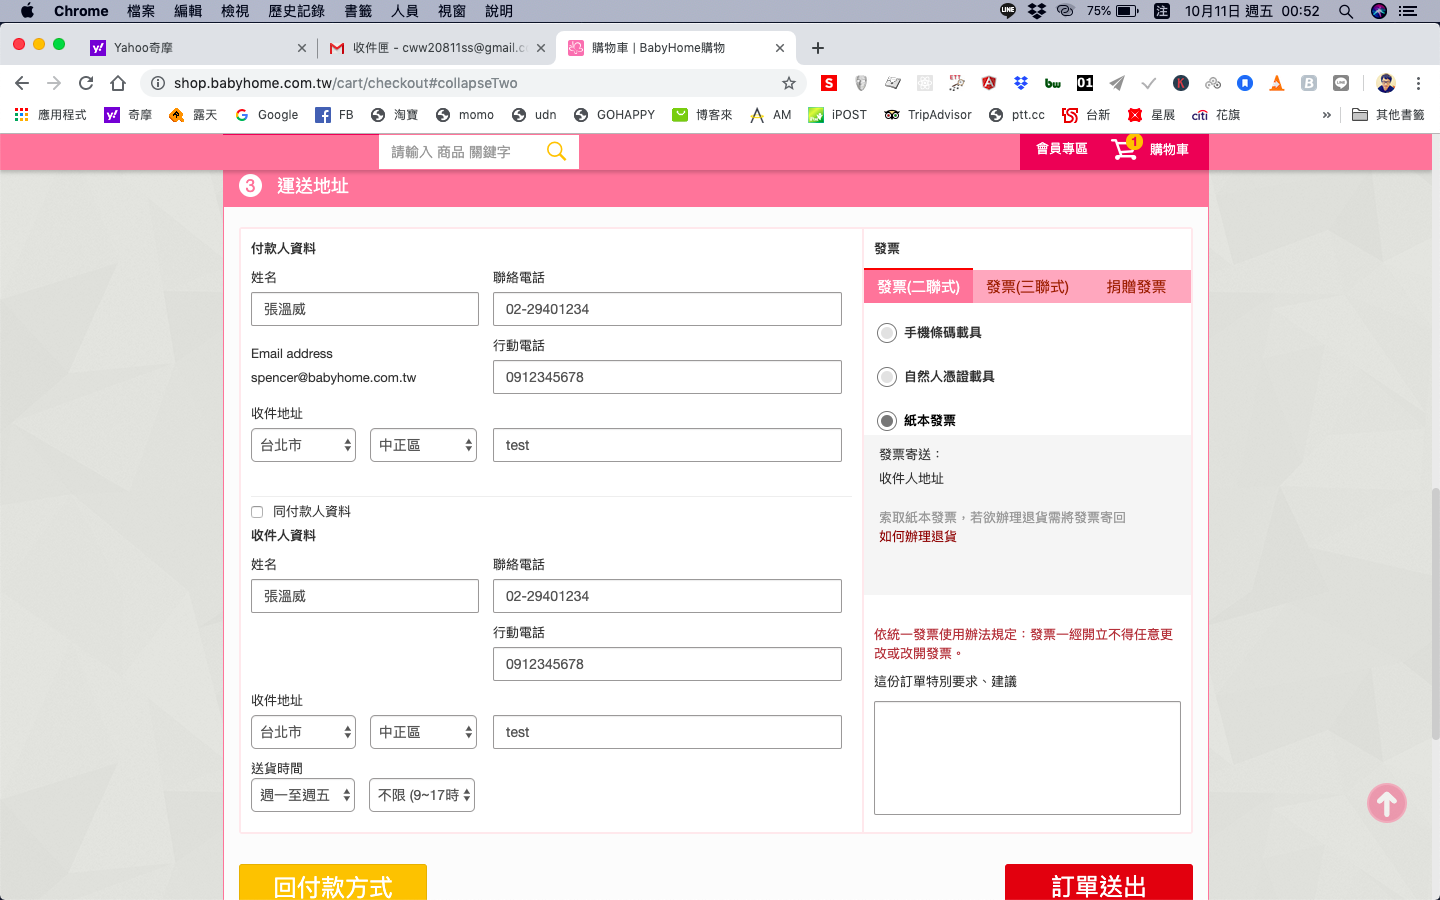 Chrome 檔案 編輯 檢視 歷史記錄 書籤 人員 視窗 說明 LINE 75% 注 10月11日 週五 00:52
Yahoo奇摩 收件匣 - cww20811ss@gmail.c 購物車 | BabyHome購物
shop.babyhome.com.tw/cart/checkout#collapseTwo
應用程式 奇摩 露天 Google FB 淘寶 momo udn GOHAPPY 博客來 AM iPOST TripAdvisor ptt.cc 台新 星展 citi 花旗 » 其他書籤
請輸入 商品 關鍵字 會員專區 1 購物車
3 運送地址
付款人資料
姓名 聯絡電話
張溫威 02-29401234
Email address 行動電話
spencer@babyhome.com.tw 0912345678
收件地址
台北市 中正區 test
同付款人資料
收件人資料
姓名 聯絡電話
張溫威 02-29401234
行動電話
0912345678
收件地址
台北市 中正區 test
送貨時間
週一至週五 不限 (9~17時
發票
發票(二聯式) 發票(三聯式) 捐贈發票
手機條碼載具
自然人憑證載具
紙本發票
發票寄送：
收件人地址
索取紙本發票，若欲辦理退貨需將發票寄回
如何辦理退貨
依統一發票使用辦法規定：發票一經開立不得任意更
改或改開發票。
這份訂單特別要求、建議
回付款方式 訂單送出